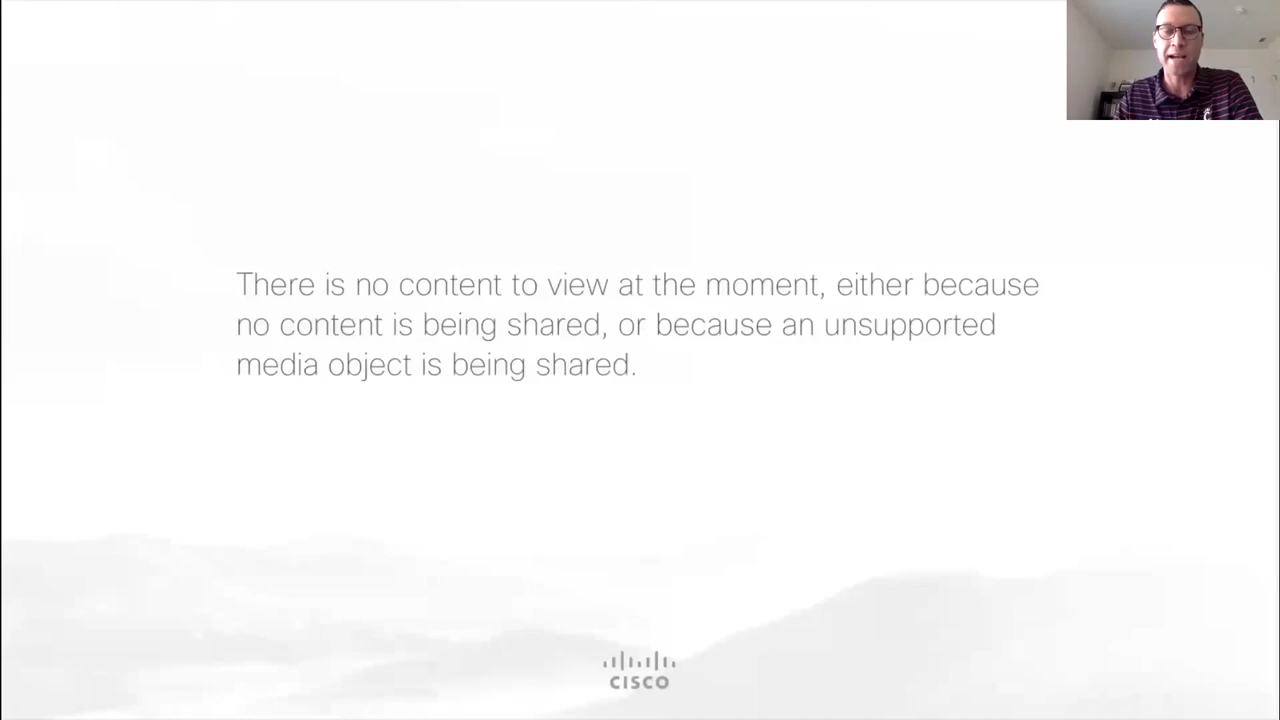 There is no content to view at the moment, either because
no content is being shared, or because an unsupported
media object is being shared.
CISCO